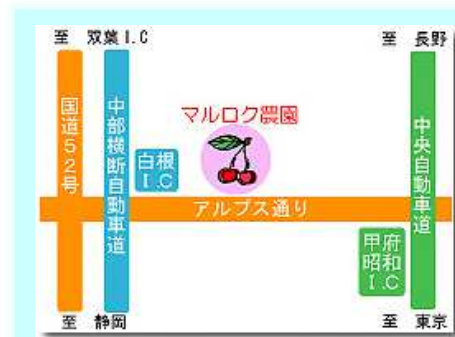 至 双葉I.C
至 長野
国道52号
中部横断自動車道
マルロク農園
中央自動車道
白根
I.C
アルプス通り
甲府
昭和
I.C
至 静岡
至 東京